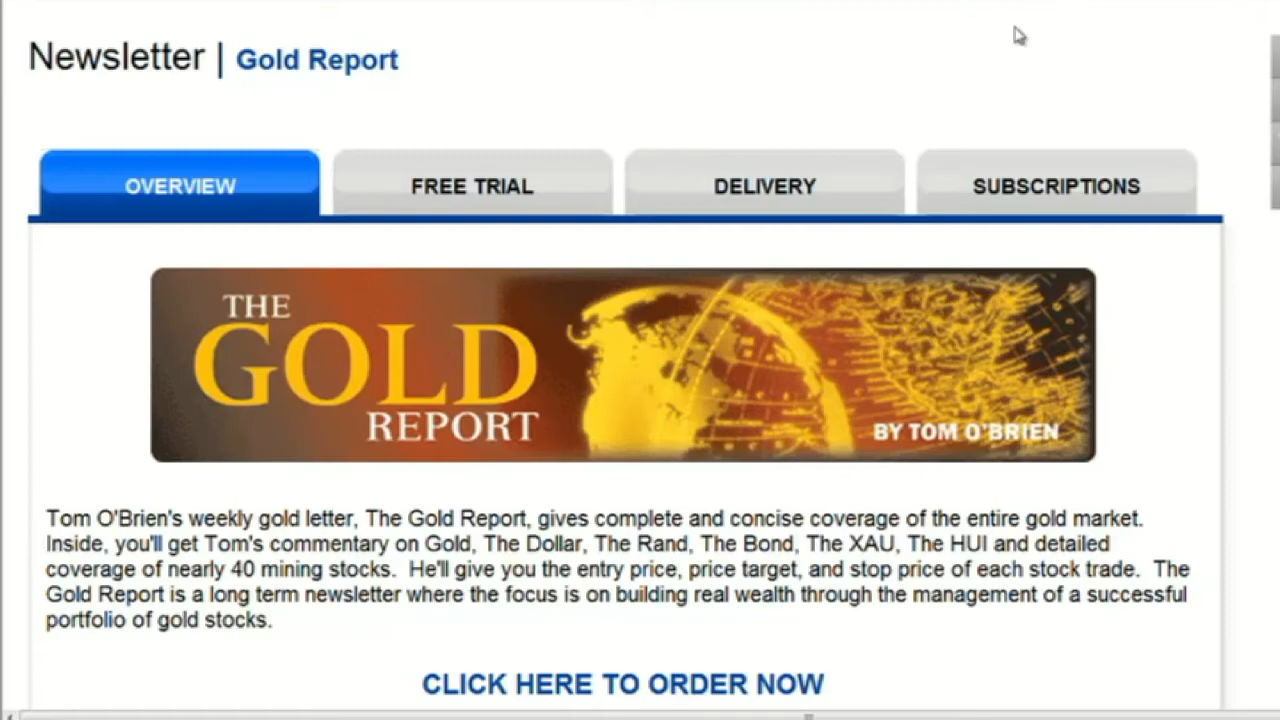 Newsletter | Gold Report
OVERVIEW
FREE TRIAL
DELIVERY
SUBSCRIPTIONS
THE
GOLD
REPORT
BY TOM O'BRIEN
Tom O'Brien's weekly gold letter, The Gold Report, gives complete and concise coverage of the entire gold market.
Inside, you'll get Tom's commentary on Gold, The Dollar, The Rand, The Bond, The XAU, The HUI and detailed
coverage of nearly 40 mining stocks.  He'll give you the entry price, price target, and stop price of each stock trade.  The
Gold Report is a long term newsletter where the focus is on building real wealth through the management of a successful
portfolio of gold stocks.
CLICK HERE TO ORDER NOW